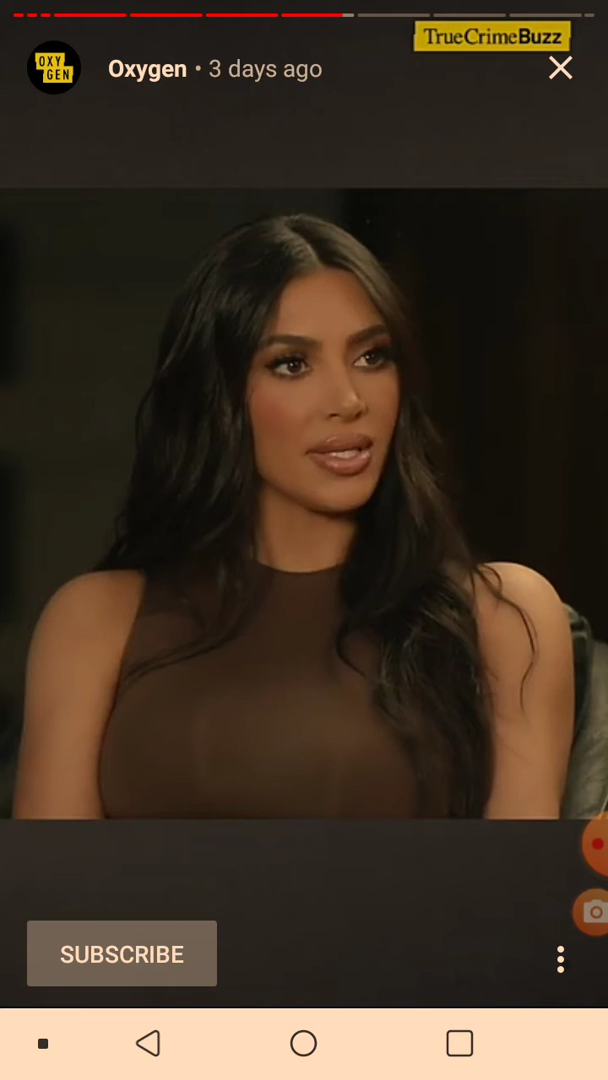 TrueCrimeBuzz
OXY
GEN
Oxygen • 3 days ago
SUBSCRIBE